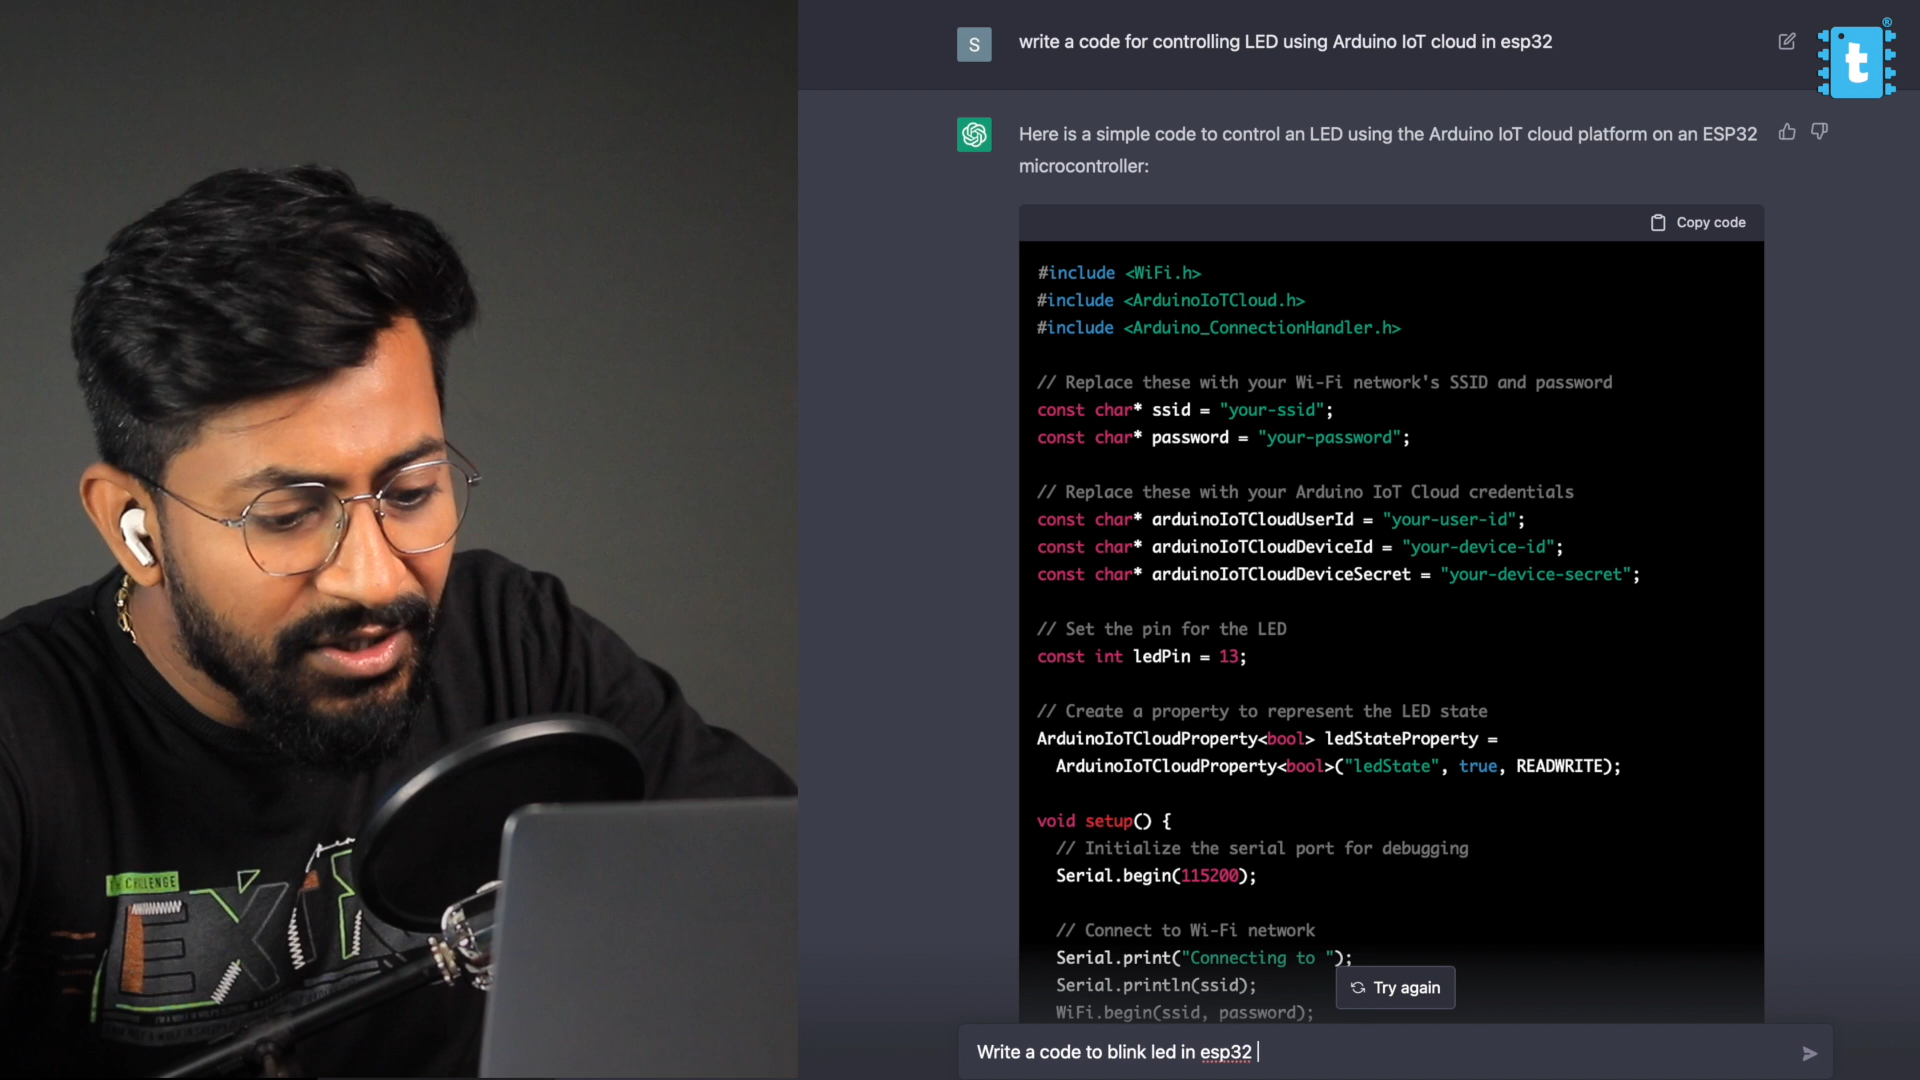 S
write a code for controlling LED using Arduino IoT cloud in esp32
t
®
Here is a simple code to control an LED using the Arduino IoT cloud platform on an ESP32
microcontroller:
Copy code
#include <WiFi.h>
#include <ArduinoIoTCloud.h>
#include <Arduino_ConnectionHandler.h>
// Replace these with your Wi-Fi network's SSID and password
const char* ssid = "your-ssid";
const char* password = "your-password";
// Replace these with your Arduino IoT Cloud credentials
const char* arduinoIoTCloudUserId = "your-user-id";
const char* arduinoIoTCloudDeviceId = "your-device-id";
const char* arduinoIoTCloudDeviceSecret = "your-device-secret";
// Set the pin for the LED
const int ledPin = 13;
// Create a property to represent the LED state
ArduinoIoTCloudProperty<bool> ledStateProperty =
ArduinoIoTCloudProperty<bool>("ledState", true, READWRITE);
void setup() {
// Initialize the serial port for debugging
Serial.begin(115200);
// Connect to Wi-Fi network
Serial.print("Connecting to ");
Serial.println(ssid);
WiFi.begin(ssid, password);
Try again
Write a code to blink led in esp32
EX